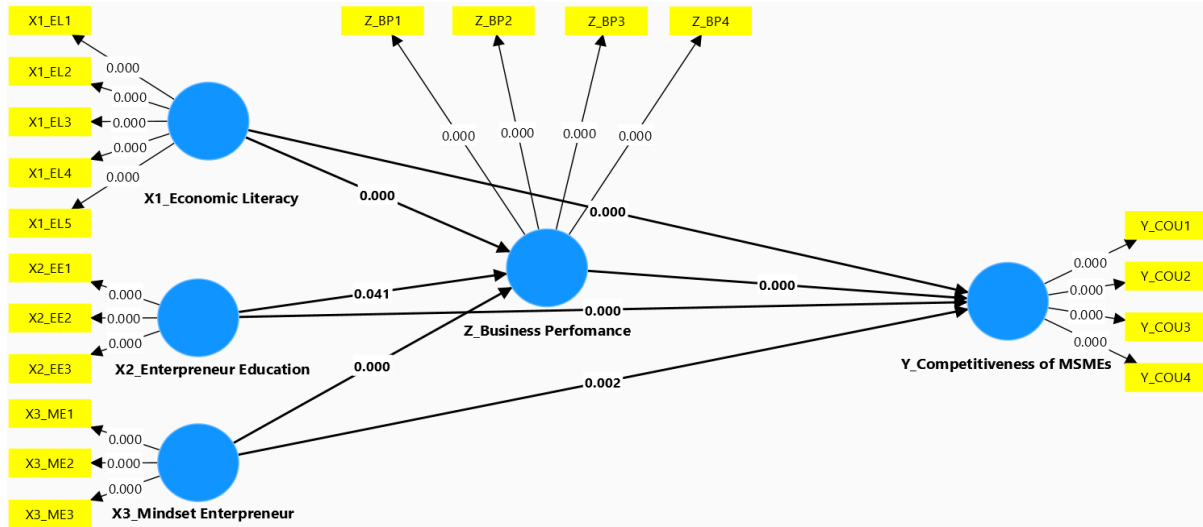 X1_EL1
X1_EL2
X1_EL3
X1_EL4
X1_EL5
0.000
0.000
0.000
0.000
0.000
X1_Economic Literacy
X2_EE1
X2_EE2
X2_EE3
0.000
0.000
0.000
X2_Enterpreneur Education
X3_ME1
X3_ME2
X3_ME3
0.000
0.000
0.000
X3_Mindset Enterpreneur
Z_BP1
Z_BP2
Z_BP3
Z_BP4
0.000
0.000
0.000
0.000
0.000
0.041
0.000
Z_Business Perfomance
0.000
0.000
0.000
0.002
Y_Competitiveness of MSMEs
0.000
0.000
0.000
0.000
Y_COU1
Y_COU2
Y_COU3
Y_COU4